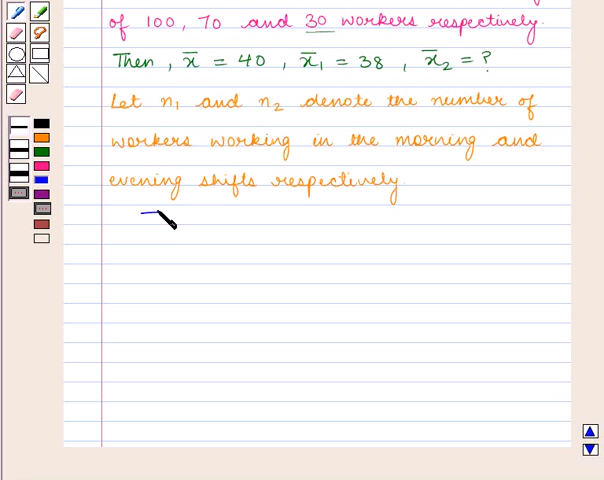 of 100, 70 and 30 workers respectively.
Then, x̅ = 40, x̅₁ = 38, x̅₂ = ?
Let n₁ and n₂ denote the number of
workers working in the morning and
evening shifts respectively